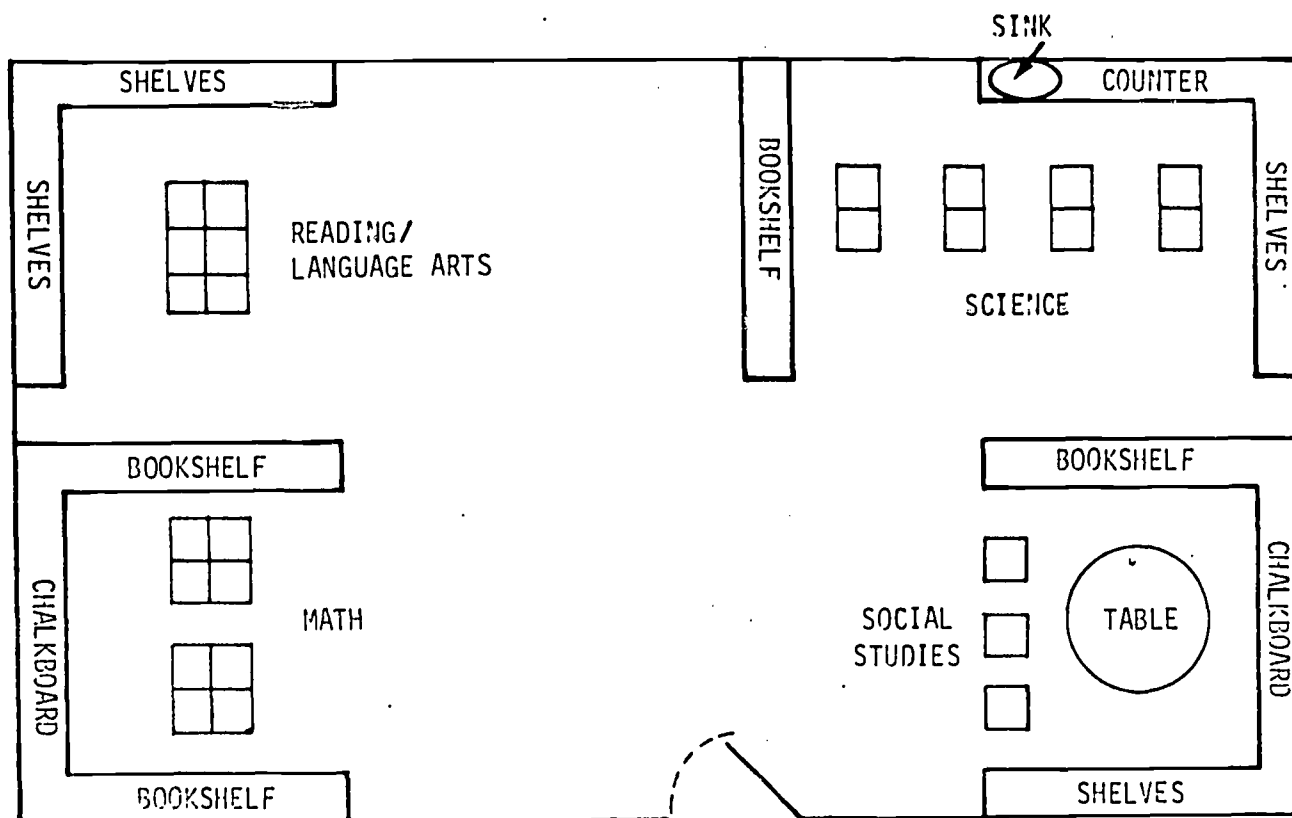 SINK
SHELVES
COUNTER
SHELVES
BOOKSHELF
SHELVES
READING/
LANGUAGE ARTS
SCIENCE
BOOKSHELF
BOOKSHELF
CHALKBOARD
MATH
SOCIAL
STUDIES
TABLE
CHALKBOARD
BOOKSHELF
SHELVES